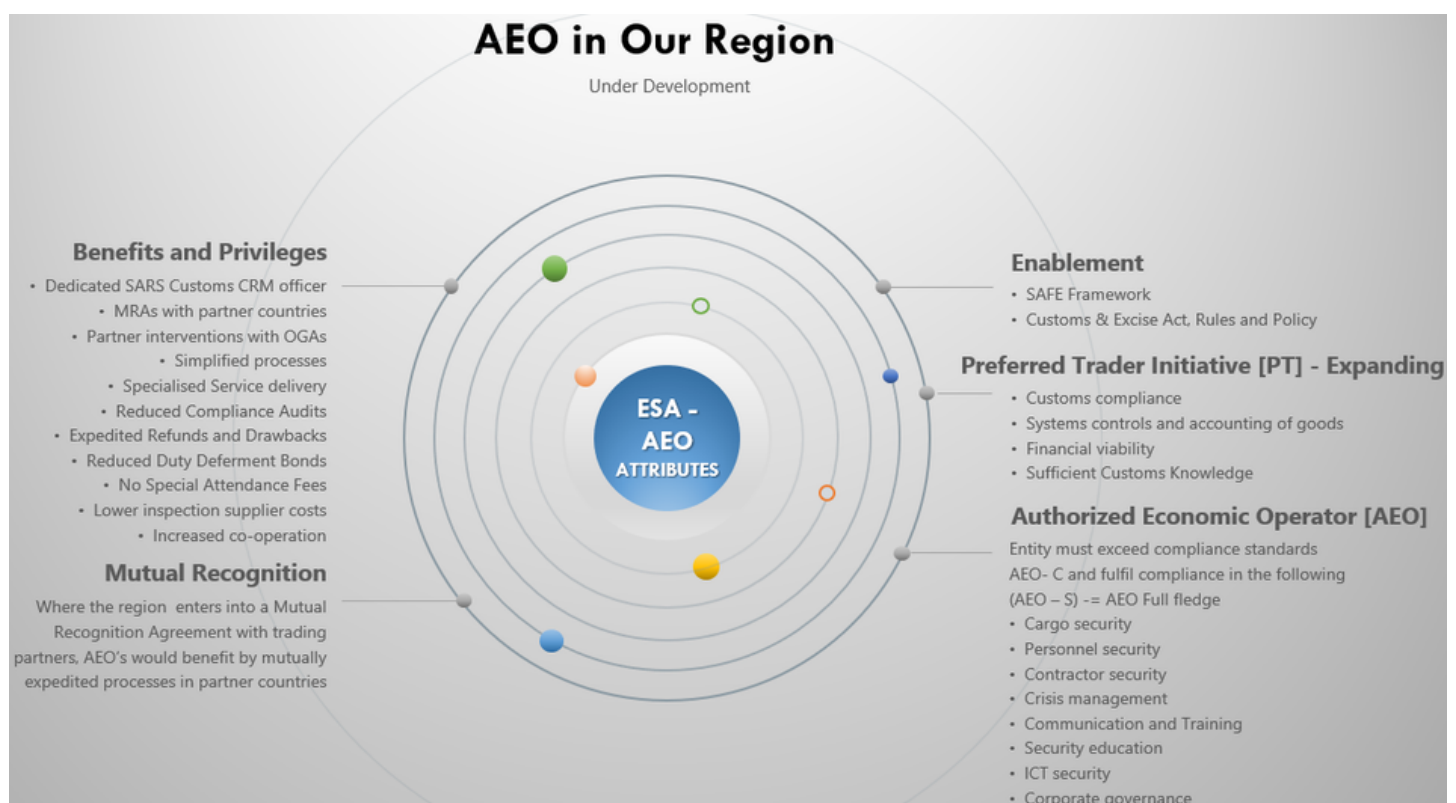 AEO in Our Region
Under Development
Benefits and Privileges
• Dedicated SARS Customs CRM officer
• MRAs with partner countries
• Partner interventions with OGAs
• Simplified processes
• Specialised Service delivery
• Reduced Compliance Audits
• Expedited Refunds and Drawbacks
• Reduced Duty Deferment Bonds
• No Special Attendance Fees
• Lower inspection supplier costs
• Increased co-operation
Mutual Recognition
Where the region enters into a Mutual
Recognition Agreement with trading
partners, AEO's would benefit by mutually
expedited processes in partner countries
ESA -
AEO
ATTRIBUTES
Enablement
• SAFE Framework
• Customs & Excise Act, Rules and Policy
Preferred Trader Initiative [PT] - Expanding
• Customs compliance
• Systems controls and accounting of goods
• Financial viability
• Sufficient Customs Knowledge
Authorized Economic Operator [AEO]
Entity must exceed compliance standards
AEO- C and fulfil compliance in the following
(AEO – S) -= AEO Full fledge
• Cargo security
• Personnel security
• Contractor security
• Crisis management
• Communication and Training
• Security education
• ICT security
• Corporate governance